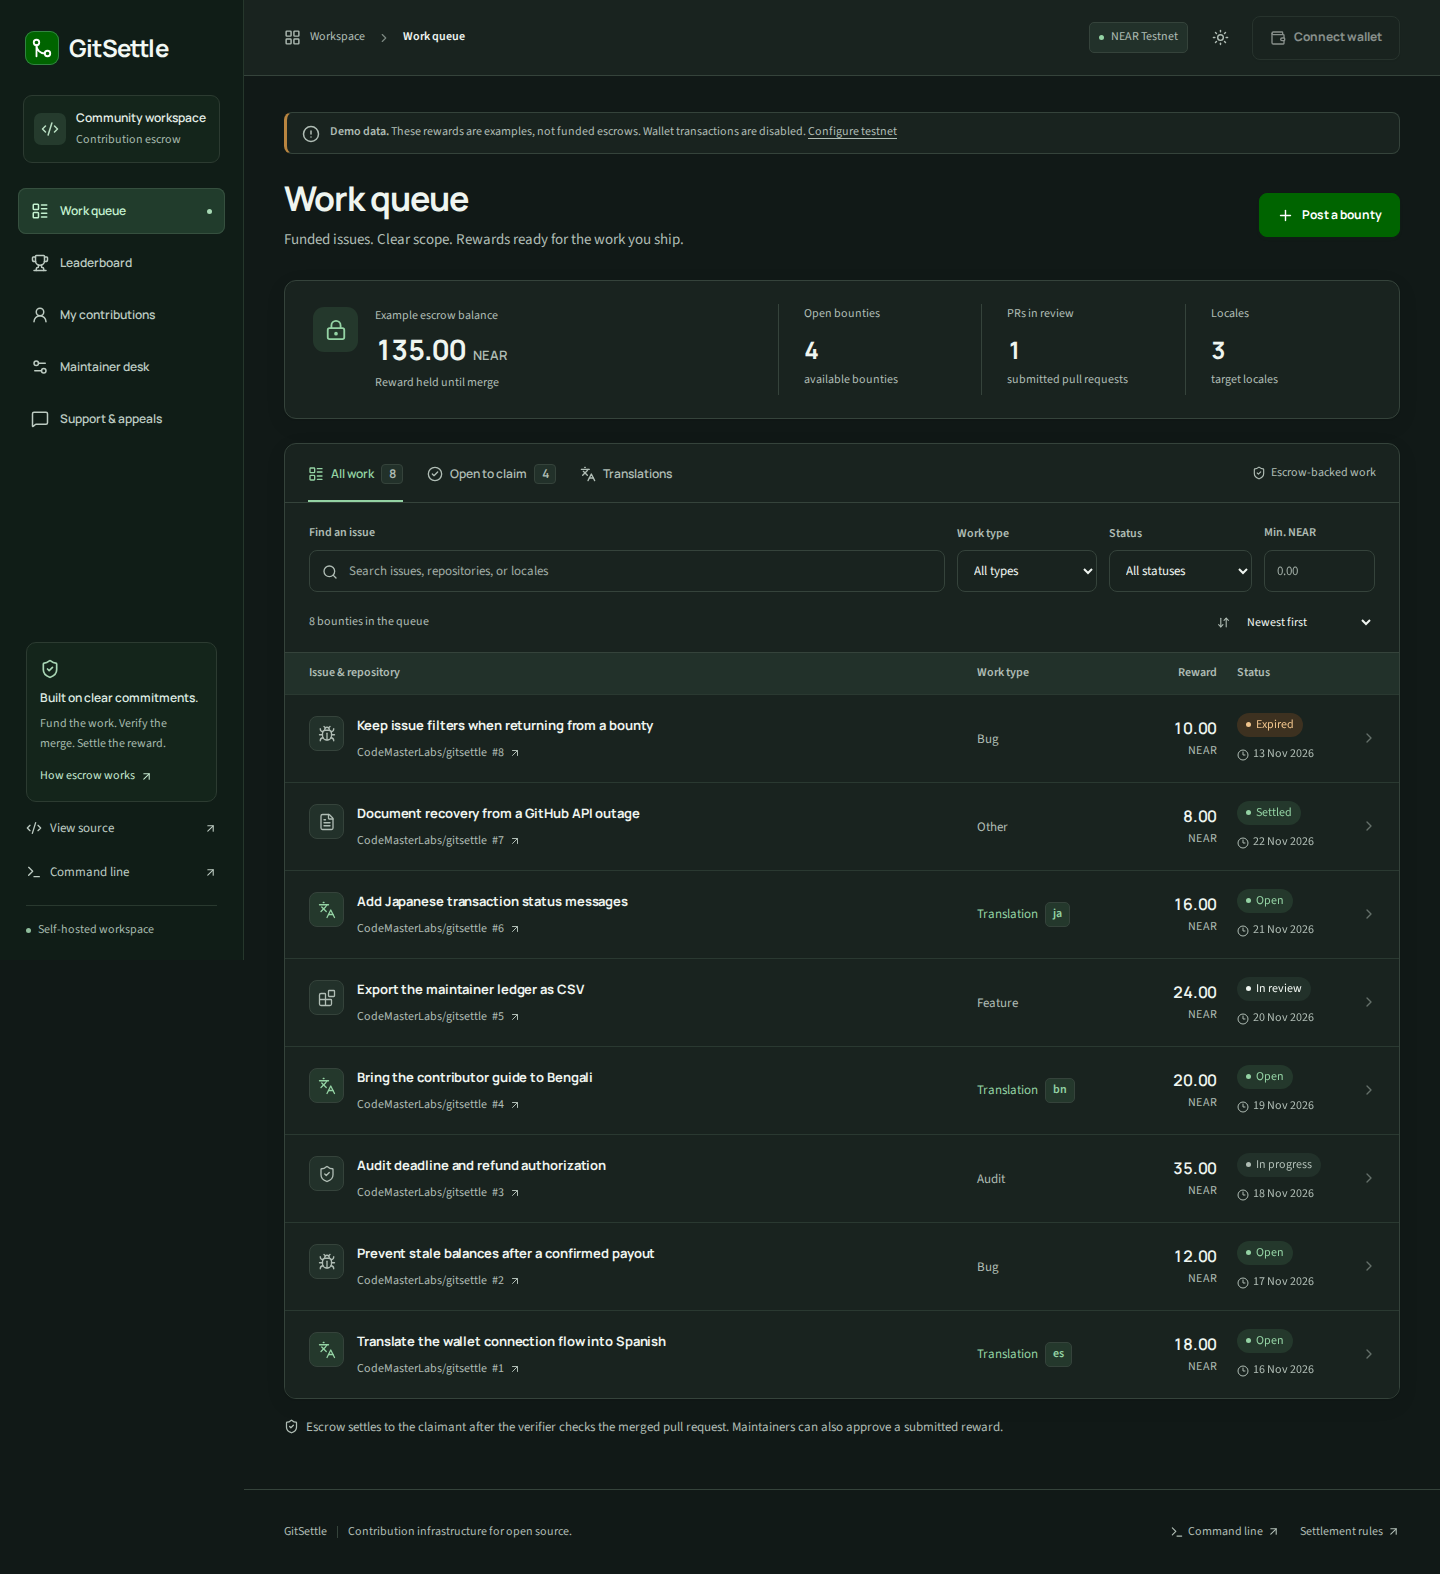 GitSettle
Community workspace
Contribution escrow
Work queue
Leaderboard
My contributions
Maintainer desk
Support & appeals
Built on clear commitments.
Fund the work. Verify the
merge. Settle the reward.
How escrow works
View source
Command line
Self-hosted workspace
Workspace
Work queue
NEAR Testnet
Connect wallet
Demo data. These rewards are examples, not funded escrows. Wallet transactions are disabled. Configure testnet
Work queue
Funded issues. Clear scope. Rewards ready for the work you ship.
Post a bounty
Example escrow balance
135.00 NEAR
Reward held until merge
Open bounties
4
available bounties
PRs in review
1
submitted pull requests
Locales
3
target locales
All work 8
Open to claim 4
Translations
Escrow-backed work
Find an issue
Search issues, repositories, or locales
Work type
All types
Status
All statuses
Min. NEAR
0.00
8 bounties in the queue
Newest first
Issue & repository Work type Reward Status
Keep issue filters when returning from a bounty
CodeMasterLabs/gitsettle #8
Bug
10.00
NEAR
Expired
13 Nov 2026
Document recovery from a GitHub API outage
CodeMasterLabs/gitsettle #7
Other
8.00
NEAR
Settled
22 Nov 2026
Add Japanese transaction status messages
CodeMasterLabs/gitsettle #6
Translation ja
16.00
NEAR
Open
21 Nov 2026
Export the maintainer ledger as CSV
CodeMasterLabs/gitsettle #5
Feature
24.00
NEAR
In review
20 Nov 2026
Bring the contributor guide to Bengali
CodeMasterLabs/gitsettle #4
Translation bn
20.00
NEAR
Open
19 Nov 2026
Audit deadline and refund authorization
CodeMasterLabs/gitsettle #3
Audit
35.00
NEAR
In progress
18 Nov 2026
Prevent stale balances after a confirmed payout
CodeMasterLabs/gitsettle #2
Bug
12.00
NEAR
Open
17 Nov 2026
Translate the wallet connection flow into Spanish
CodeMasterLabs/gitsettle #1
Translation es
18.00
NEAR
Open
16 Nov 2026
Escrow settles to the claimant after the verifier checks the merged pull request. Maintainers can also approve a submitted reward.
GitSettle
Contribution infrastructure for open source.
Command line
Settlement rules